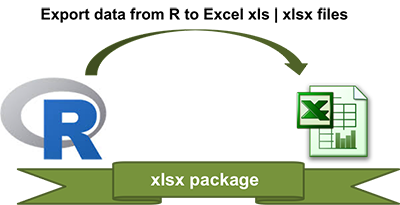 Export data from R to Excel xls | xlsx files
R
X
xlsx package